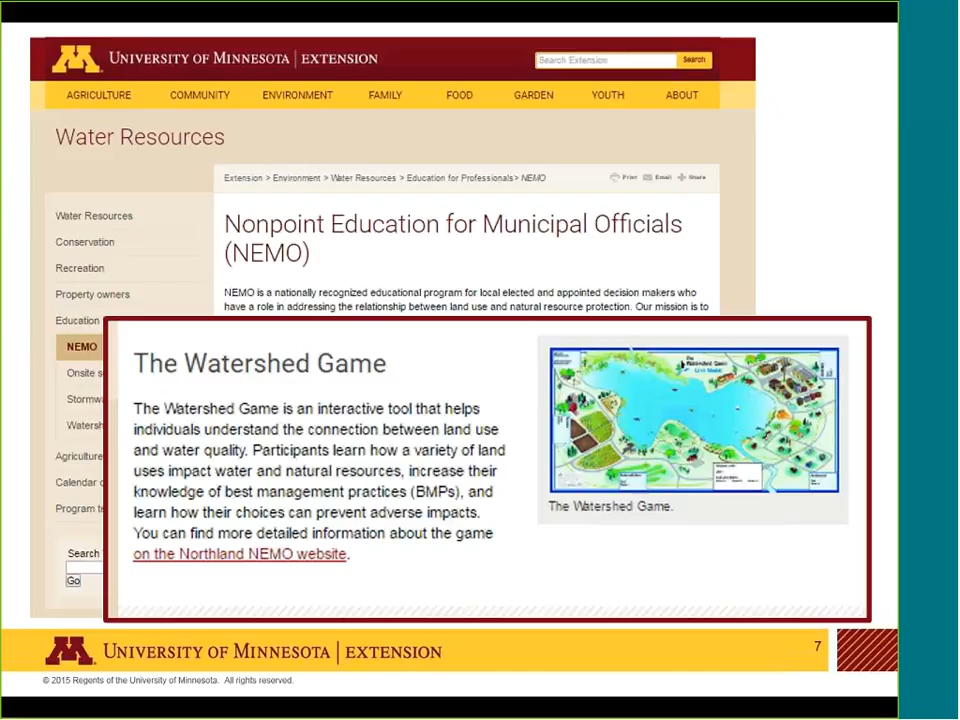 UNIVERSITY OF MINNESOTA | EXTENSION
Search Extension
Search
AGRICULTURE COMMUNITY ENVIRONMENT FAMILY FOOD GARDEN YOUTH ABOUT
Water Resources
Extension > Environment > Water Resources > Education for Professionals> NEMO
Print Email Share
Water Resources
Conservation
Recreation
Property owners
Education
NEMO
Onsite s
Stormwa
Watersh
Agriculture
Calendar
Program te
Search
Go
Nonpoint Education for Municipal Officials
(NEMO)
NEMO is a nationally recognized educational program for local elected and appointed decision makers who
have a role in addressing the relationship between land use and natural resource protection. Our mission is to
The Watershed Game
The Watershed Game is an interactive tool that helps
individuals understand the connection between land use
and water quality. Participants learn how a variety of land
uses impact water and natural resources, increase their
knowledge of best management practices (BMPs), and
learn how their choices can prevent adverse impacts.
You can find more detailed information about the game
on the Northland NEMO website.
The Watershed Game
The Watershed Game.
UNIVERSITY OF MINNESOTA | EXTENSION
7
© 2015 Regents of the University of Minnesota. All rights reserved.